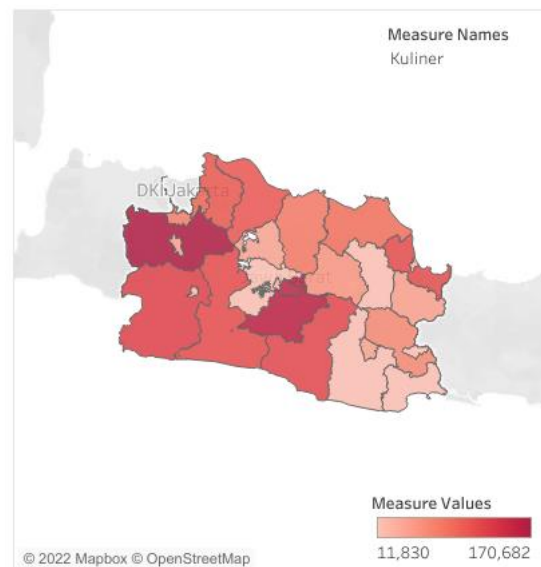 Measure Names
Kuliner
DKI Jakarta
Measure Values
11,830 170,682
© 2022 Mapbox © OpenStreetMap